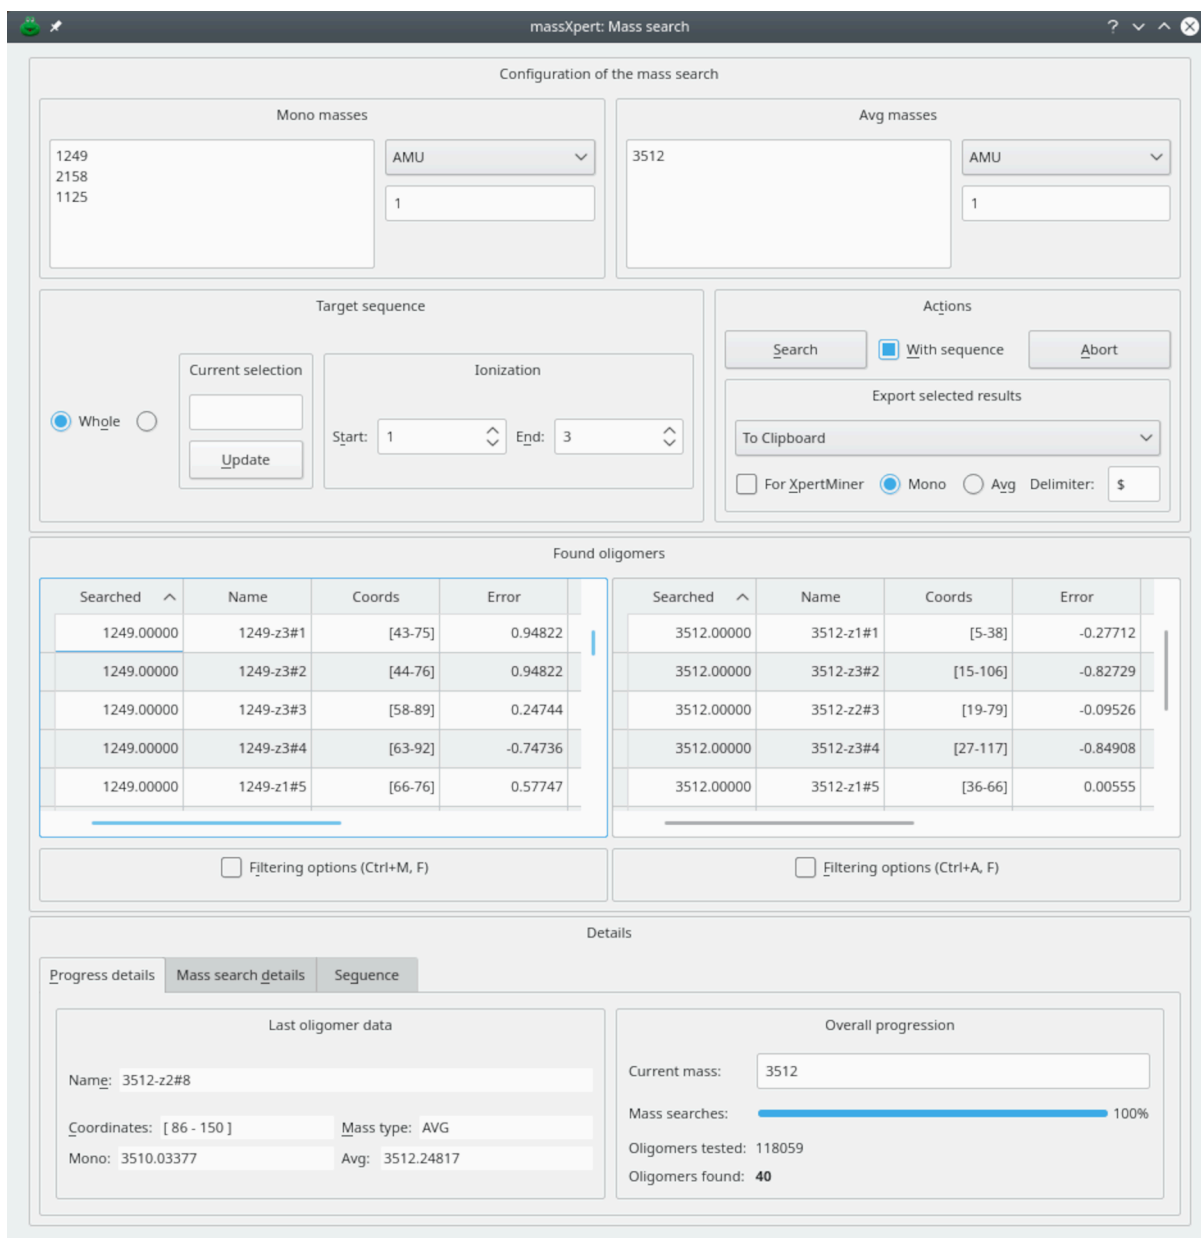 massXpert: Mass search
Configuration of the mass search
Mono masses
1249
2158
1125
AMU
1
Avg masses
3512
AMU
1
Target sequence
Whole
Current selection
Update
Ionization
Start: 1 End: 3
Actions
Search With sequence Abort
Export selected results
To Clipboard
For XpertMiner Mono Avg Delimiter: $
Found oligomers
Searched Name Coords Error
1249.00000 1249-z3#1 [43-75] 0.94822
1249.00000 1249-z3#2 [44-76] 0.94822
1249.00000 1249-z3#3 [58-89] 0.24744
1249.00000 1249-z3#4 [63-92] -0.74736
1249.00000 1249-z1#5 [66-76] 0.57747
Searched Name Coords Error
3512.00000 3512-z1#1 [5-38] -0.27712
3512.00000 3512-z3#2 [15-106] -0.82729
3512.00000 3512-z2#3 [19-79] -0.09526
3512.00000 3512-z3#4 [27-117] -0.84908
3512.00000 3512-z1#5 [36-66] 0.00555
Filtering options (Ctrl+M, F)
Filtering options (Ctrl+A, F)
Details
Progress details Mass search details Sequence
Last oligomer data
Name: 3512-z2#8
Coordinates: [ 86 - 150 ] Mass type: AVG
Mono: 3510.03377 Avg: 3512.24817
Overall progression
Current mass: 3512
Mass searches: 100%
Oligomers tested: 118059
Oligomers found: 40